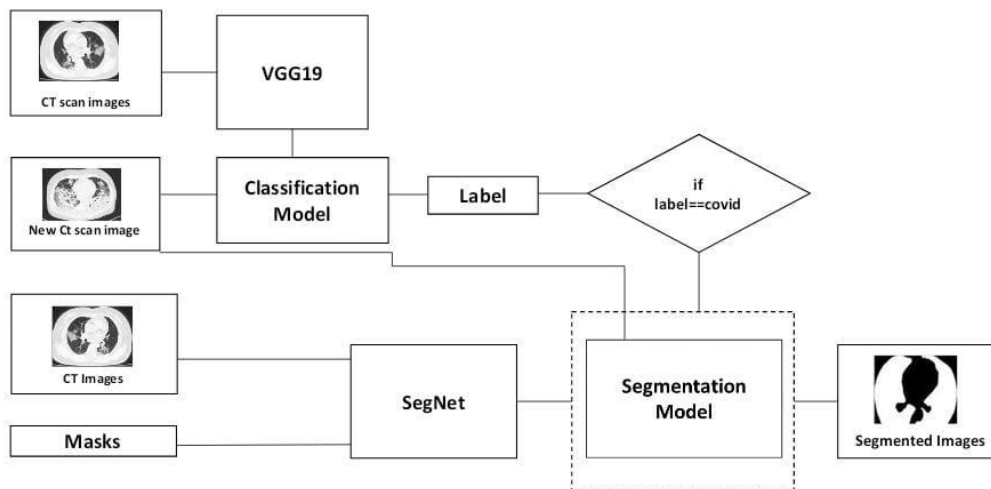 CT scan images
VGG19
New Ct scan image
Classification
Model
Label
if
label==covid
CT Images
Masks
SegNet
Segmentation
Model
Segmented Images